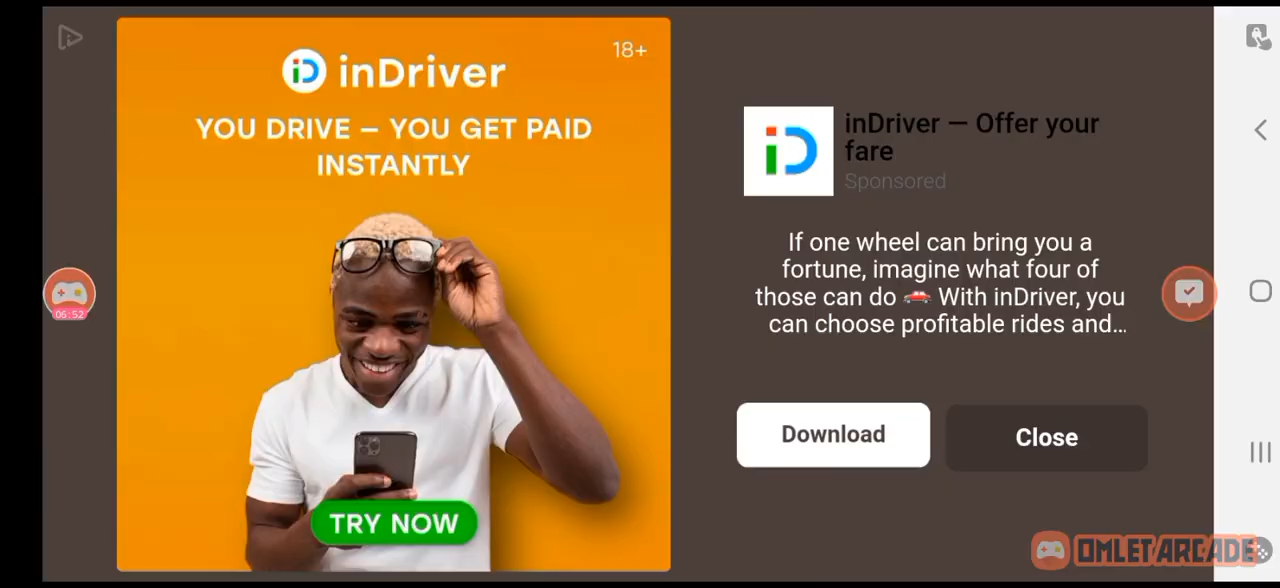 inDriver
18+
YOU DRIVE – YOU GET PAID
INSTANTLY
TRY NOW
inDriver — Offer your
fare
Sponsored
If one wheel can bring you a
fortune, imagine what four of
those can do 🚗 With inDriver, you
can choose profitable rides and…
Download
Close
06:52
OMLET ARCADE